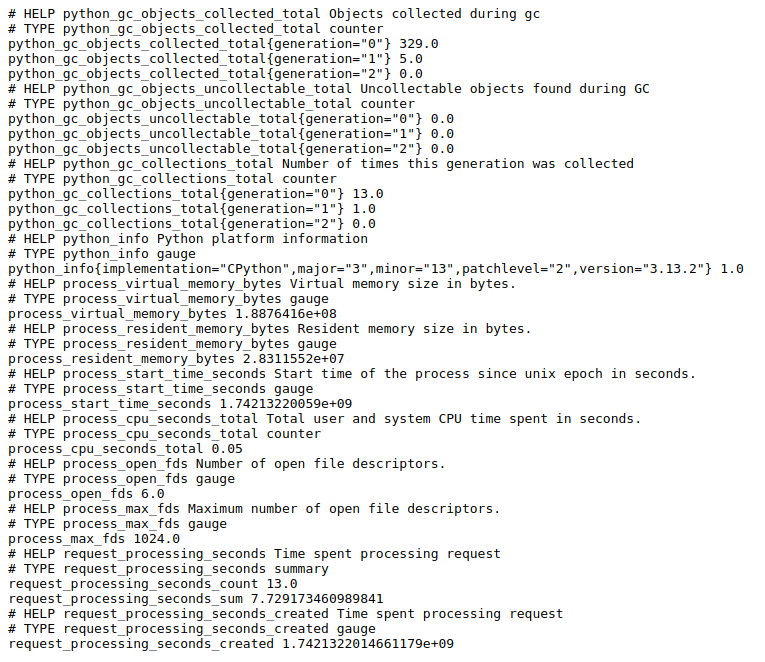 # HELP python_gc_objects_collected_total Objects collected during gc
# TYPE python_gc_objects_collected_total counter
python_gc_objects_collected_total{generation="0"} 329.0
python_gc_objects_collected_total{generation="1"} 5.0
python_gc_objects_collected_total{generation="2"} 0.0
# HELP python_gc_objects_uncollectable_total Uncollectable objects found during GC
# TYPE python_gc_objects_uncollectable_total counter
python_gc_objects_uncollectable_total{generation="0"} 0.0
python_gc_objects_uncollectable_total{generation="1"} 0.0
python_gc_objects_uncollectable_total{generation="2"} 0.0
# HELP python_gc_collections_total Number of times this generation was collected
# TYPE python_gc_collections_total counter
python_gc_collections_total{generation="0"} 13.0
python_gc_collections_total{generation="1"} 1.0
python_gc_collections_total{generation="2"} 0.0
# HELP python_info Python platform information
# TYPE python_info gauge
python_info{implementation="CPython",major="3",minor="13",patchlevel="2",version="3.13.2"} 1.0
# HELP process_virtual_memory_bytes Virtual memory size in bytes.
# TYPE process_virtual_memory_bytes gauge
process_virtual_memory_bytes 1.8876416e+08
# HELP process_resident_memory_bytes Resident memory size in bytes.
# TYPE process_resident_memory_bytes gauge
process_resident_memory_bytes 2.8311552e+07
# HELP process_start_time_seconds Start time of the process since unix epoch in seconds.
# TYPE process_start_time_seconds gauge
process_start_time_seconds 1.74213220059e+09
# HELP process_cpu_seconds_total Total user and system CPU time spent in seconds.
# TYPE process_cpu_seconds_total counter
process_cpu_seconds_total 0.05
# HELP process_open_fds Number of open file descriptors.
# TYPE process_open_fds gauge
process_open_fds 6.0
# HELP process_max_fds Maximum number of open file descriptors.
# TYPE process_max_fds gauge
process_max_fds 1024.0
# HELP request_processing_seconds Time spent processing request
# TYPE request_processing_seconds summary
request_processing_seconds_count 13.0
request_processing_seconds_sum 7.729173460989841
# HELP request_processing_seconds_created Time spent processing request
# TYPE request_processing_seconds_created gauge
request_processing_seconds_created 1.7421322014661179e+09